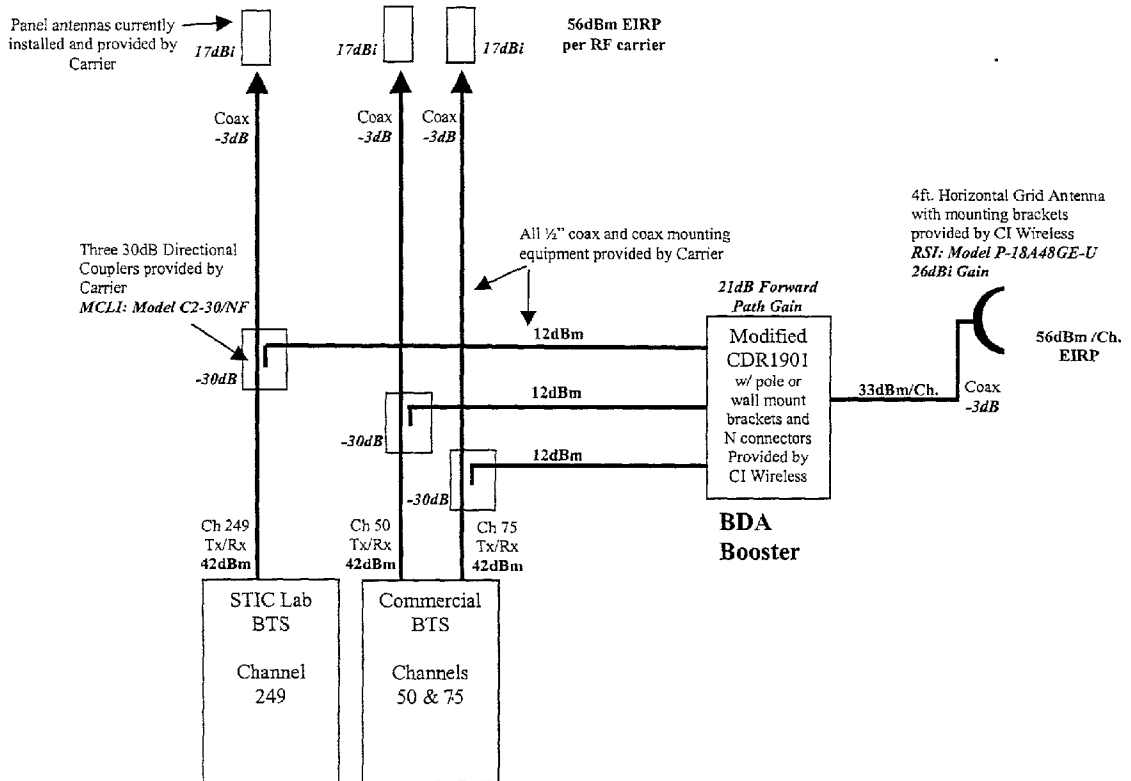 Panel antennas currently
installed and provided by
Carrier
17dBi
17dBi
17dBi
56dBm EIRP
per RF carrier
Coax
-3dB
Coax
-3dB
Coax
-3dB
4ft. Horizontal Grid Antenna
with mounting brackets
provided by CI Wireless
RSI: Model P-18A48GE-U
26dBi Gain
All ½" coax and coax mounting
equipment provided by Carrier
Three 30dB Directional
Couplers provided by
Carrier
MCLI: Model C2-30/NF
21dB Forward
Path Gain
12dBm
Modified
CDR1901
w/ pole or
wall mount
brackets and
N connectors
Provided by
CI Wireless
56dBm /Ch.
EIRP
-30dB
33dBm/Ch.
Coax
-3dB
12dBm
-30dB
12dBm
-30dB
BDA
Booster
Ch 249
Tx/Rx
42dBm
Ch 50
Tx/Rx
42dBm
Ch 75
Tx/Rx
42dBm
STIC Lab
BTS
Channel
249
Commercial
BTS
Channels
50 & 75